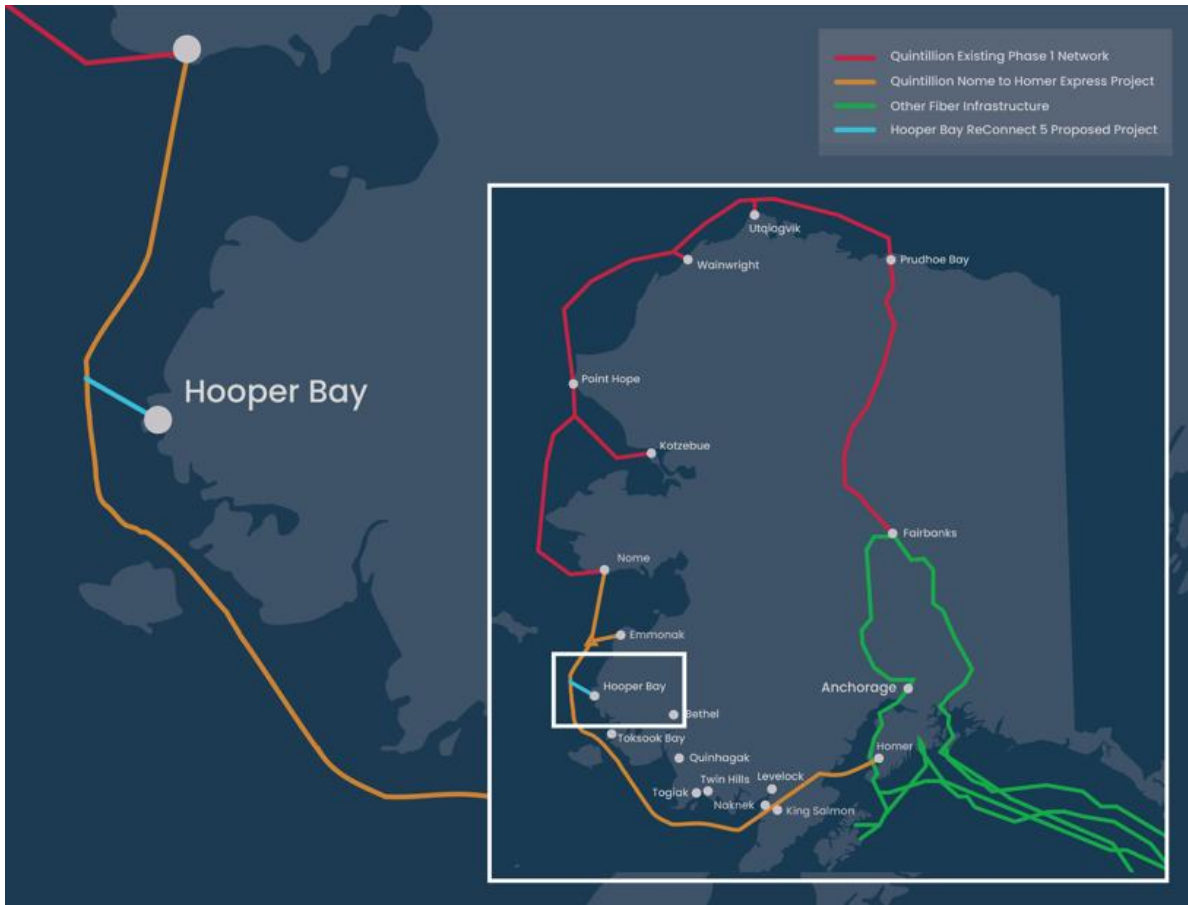 Quintillion Existing Phase 1 Network
Quintillion Nome to Homer Express Project
Other Fiber Infrastructure
Hooper Bay ReConnect 5 Proposed Project
Hooper Bay
Utqiagvik
Wainwright
Prudhoe Bay
Point Hope
Kotzebue
Fairbanks
Nome
Emmonak
Hooper Bay
Anchorage
Bethel
Toksook Bay
Homer
Quinhagak
Twin Hills
Levelock
Togiak
Naknek
King Salmon